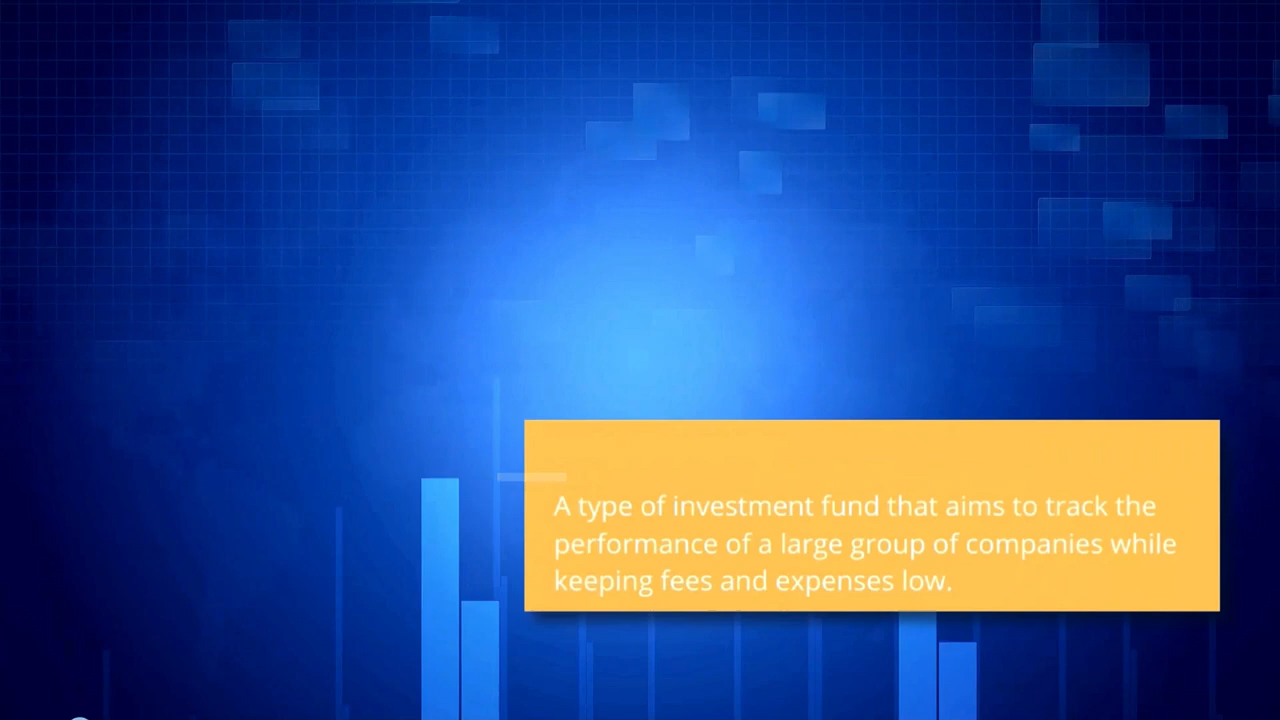 A type of investment fund that aims to track the
performance of a large group of companies while
keeping fees and expenses low.